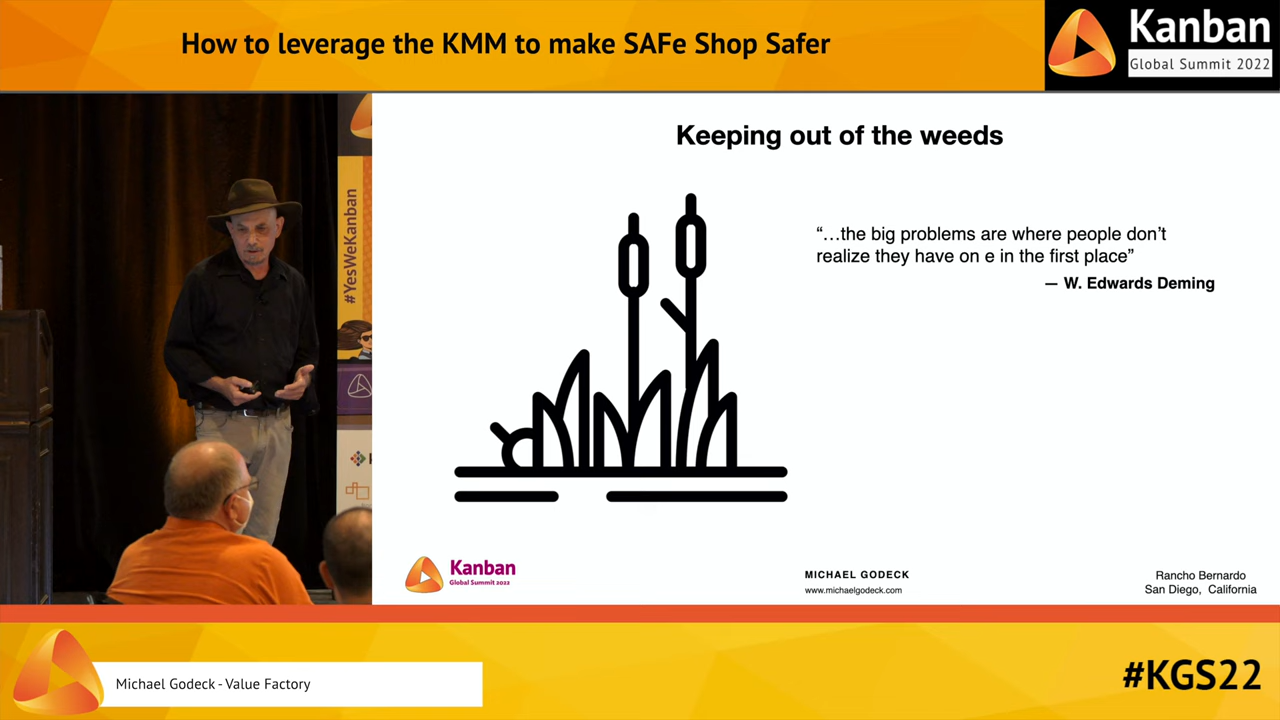 How to leverage the KMM to make SAFe Shop Safer
Kanban
Global Summit 2022
#YesWeKanban
Keeping out of the weeds
“…the big problems are where people don’t
realize they have on e in the first place”
— W. Edwards Deming
Kanban
Global Summit 2022
MICHAEL GODECK
www.michaelgodeck.com
Rancho Bernardo
San Diego, California
Michael Godeck - Value Factory
#KGS22